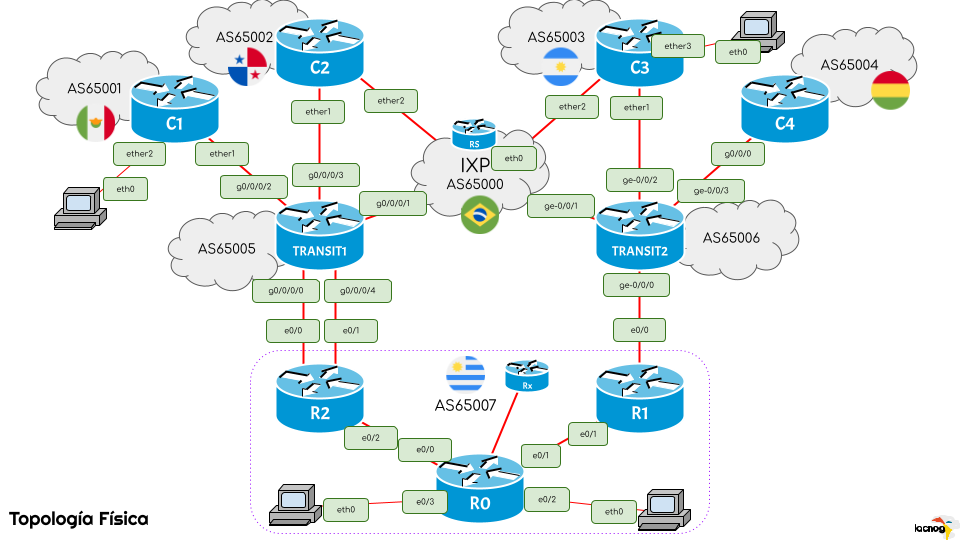 AS65002
C2
AS65003
C3
ether3
eth0
AS65004
C4
AS65001
C1
ether2
ether1
ether2
ether1
ether2
ether1
eth0
RS
eth0
IXP
AS65000
g0/0/0
g0/0/0/2
g0/0/0/3
g0/0/0/1
ge-0/0/1
ge-0/0/2
ge-0/0/3
AS65005
TRANSIT1
TRANSIT2
AS65006
g0/0/0/0
g0/0/0/4
ge-0/0/0
e0/0
e0/1
e0/0
AS65007
Rx
R2
R1
e0/2
e0/0
e0/1
e0/1
R0
eth0
e0/3
e0/2
eth0
Topología Física
lacnog